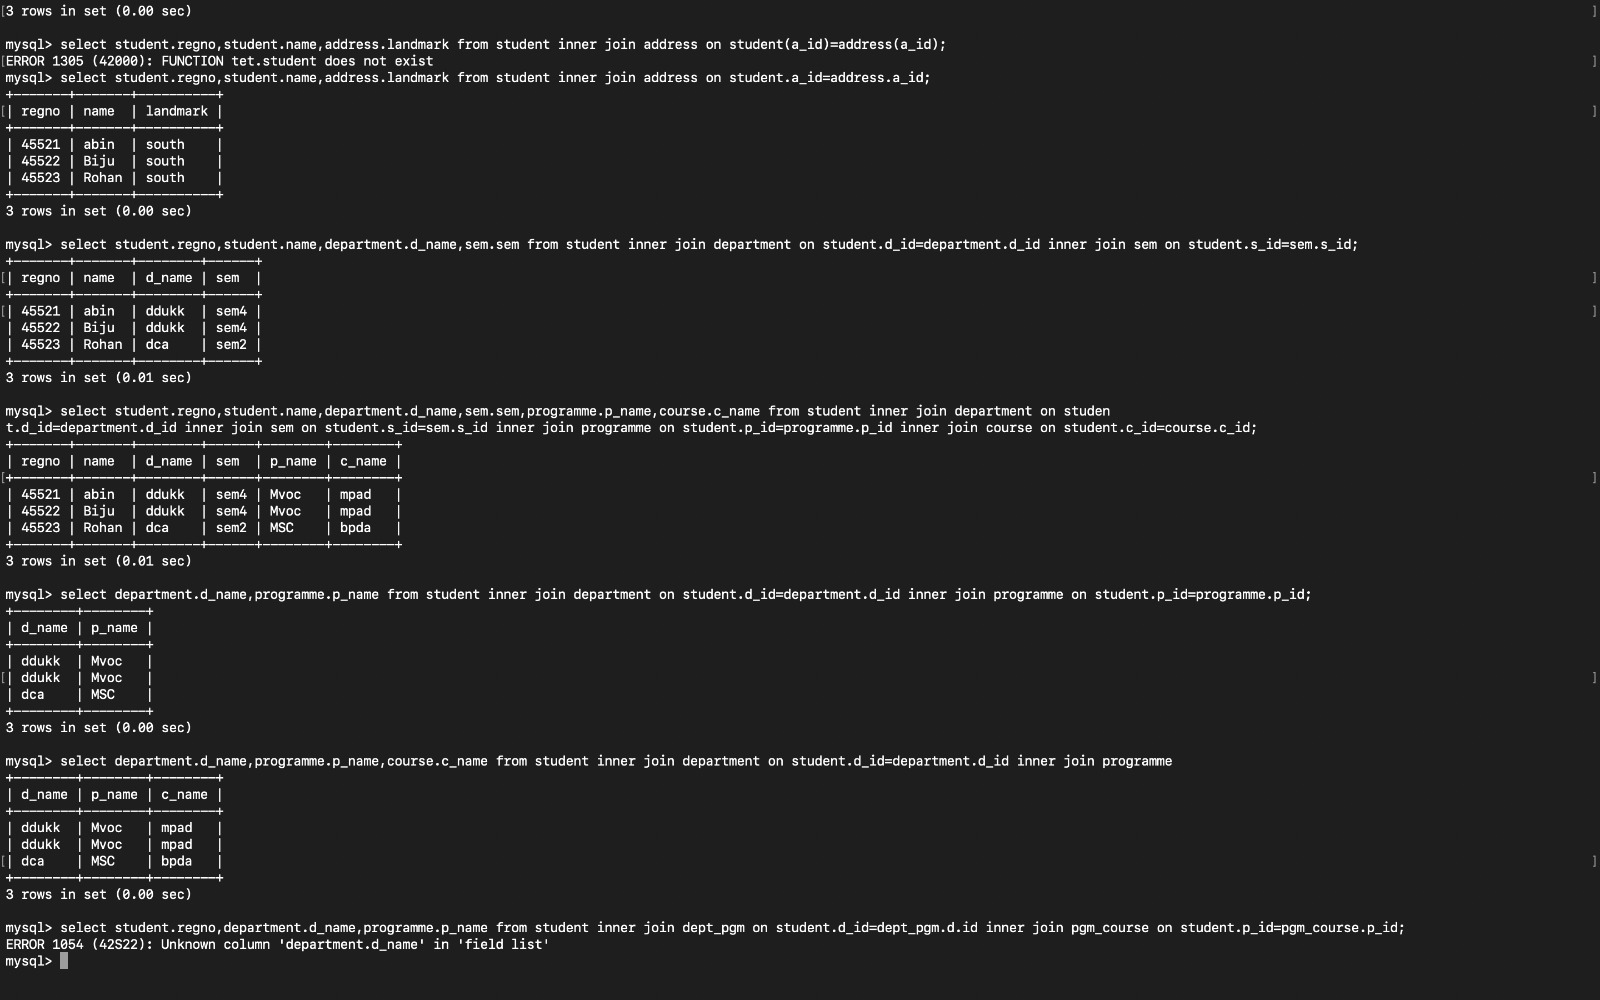 [3 rows in set (0.00 sec) ]
mysql> select student.regno,student.name,address.landmark from student inner join address on student(a_id)=address(a_id);
[ERROR 1305 (42000): FUNCTION tet.student does not exist ]
mysql> select student.regno,student.name,address.landmark from student inner join address on student.a_id=address.a_id;
+-------+-------+----------+
[| regno | name  | landmark | ]
+-------+-------+----------+
| 45521 | abin  | south    |
| 45522 | Biju  | south    |
| 45523 | Rohan | south    |
+-------+-------+----------+
3 rows in set (0.00 sec)
mysql> select student.regno,student.name,department.d_name,sem.sem from student inner join department on student.d_id=department.d_id inner join sem on student.s_id=sem.s_id;
+-------+-------+--------+------+
[| regno | name  | d_name | sem  | ]
+-------+-------+--------+------+
[| 45521 | abin  | ddukk  | sem4 | ]
| 45522 | Biju  | ddukk  | sem4 |
| 45523 | Rohan | dca    | sem2 |
+-------+-------+--------+------+
3 rows in set (0.01 sec)
mysql> select student.regno,student.name,department.d_name,sem.sem,programme.p_name,course.c_name from student inner join department on studen
t.d_id=department.d_id inner join sem on student.s_id=sem.s_id inner join programme on student.p_id=programme.p_id inner join course on student.c_id=course.c_id;
+-------+-------+--------+------+--------+--------+
| regno | name  | d_name | sem  | p_name | c_name |
[+-------+-------+--------+------+--------+--------+ ]
| 45521 | abin  | ddukk  | sem4 | Mvoc   | mpad   |
| 45522 | Biju  | ddukk  | sem4 | Mvoc   | mpad   |
| 45523 | Rohan | dca    | sem2 | MSC    | bpda   |
+-------+-------+--------+------+--------+--------+
3 rows in set (0.01 sec)
mysql> select department.d_name,programme.p_name from student inner join department on student.d_id=department.d_id inner join programme on student.p_id=programme.p_id;
+--------+--------+
| d_name | p_name |
+--------+--------+
| ddukk  | Mvoc   |
[| ddukk  | Mvoc   | ]
| dca    | MSC    |
+--------+--------+
3 rows in set (0.00 sec)
mysql> select department.d_name,programme.p_name,course.c_name from student inner join department on student.d_id=department.d_id inner join programme
+--------+--------+--------+
| d_name | p_name | c_name |
+--------+--------+--------+
| ddukk  | Mvoc   | mpad   |
| ddukk  | Mvoc   | mpad   |
[| dca    | MSC    | bpda   | ]
+--------+--------+--------+
3 rows in set (0.00 sec)
mysql> select student.regno,department.d_name,programme.p_name from student inner join dept_pgm on student.d_id=dept_pgm.d.id inner join pgm_course on student.p_id=pgm_course.p_id;
ERROR 1054 (42S22): Unknown column 'department.d_name' in 'field list'
mysql>